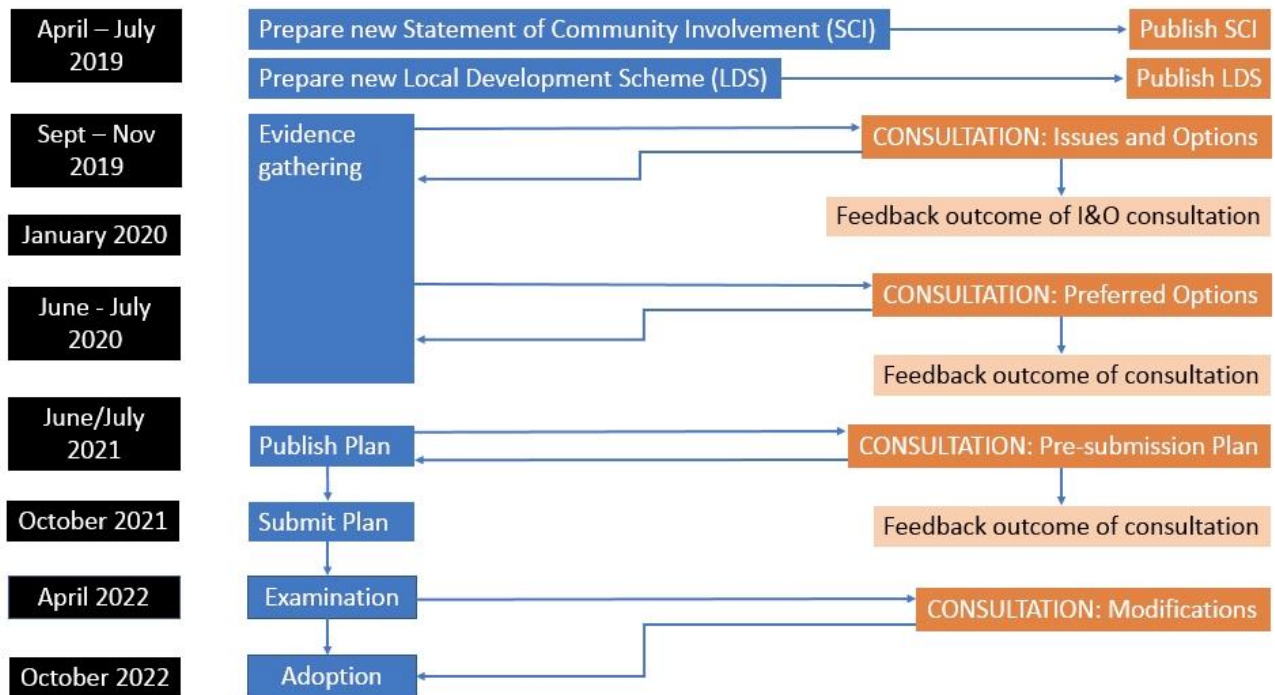 April – July
2019
Prepare new Statement of Community Involvement (SCI)
Publish SCI
Prepare new Local Development Scheme (LDS)
Publish LDS
Sept – Nov
2019
Evidence
gathering
CONSULTATION: Issues and Options
Feedback outcome of I&O consultation
January 2020
June - July
2020
CONSULTATION: Preferred Options
Feedback outcome of consultation
June/July
2021
Publish Plan
CONSULTATION: Pre-submission Plan
October 2021
Submit Plan
Feedback outcome of consultation
April 2022
Examination
CONSULTATION: Modifications
October 2022
Adoption